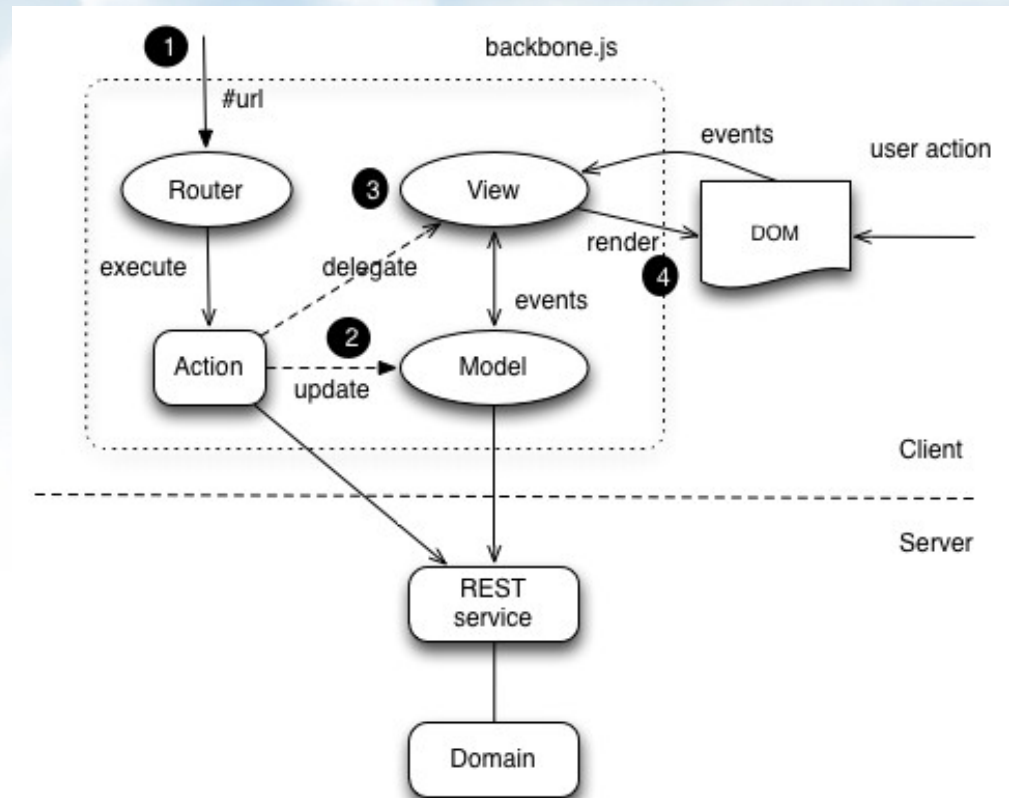 1
backbone.js
#url
events
user action
Router
3
View
DOM
render
execute
delegate
4
events
2
Action
Model
update
Client
Server
REST
service
Domain